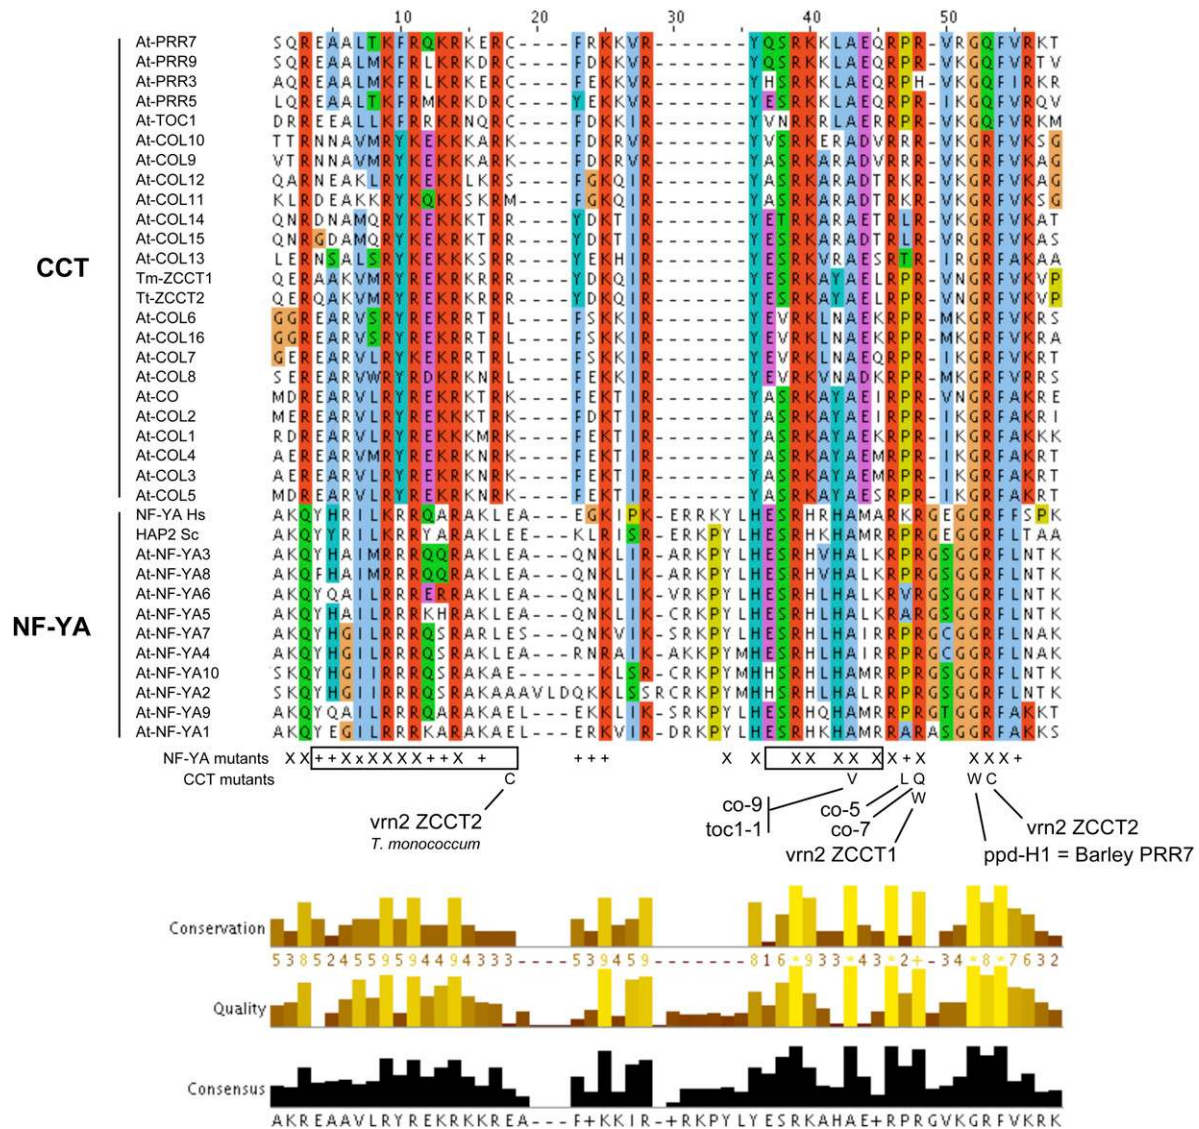 10 20 30 40 50
CCT
At-PRR7 SQREAALTKFRQKRKERC----FRKKVR-------YQSRKKLAEQRPR-VRGQFVRKT
At-PRR9 SQREAALMKFRLKRKDRC----FDKKVR-------YQSRKKLAEQRPR-VKGQFVRTV
At-PRR3 AQREAALMKFRLKRKERC----FEKKVR-------YHSRKKLAEQRPH-VKGQFIRKR
At-PRR5 LQREAALTKFRMKRKDRC----YEKKVR-------YESRKKLAEQRPR-IKGQFVRQV
At-TOC1 DRREEALLKFRRKRNQRC----FDKKIR-------YVNRKRLAERRPR-VKGQFVRKM
At-COL10 TTRNNAVMRYKEKKKARK----FDKRVR-------YVSRKERADVRRR-VKGRFVKSG
At-COL9 VTRNNAVMRYKEKKKARK----FDKRVR-------YASRKARADVRRR-VKGRFVKAG
At-COL12 QARNEAKLRYKEKKLKRS----FGKQIR-------YASRKARADTRKR-VKGRFVKAG
At-COL11 KLRDEAKKRYKQKKSKRM----FGKQIR-------YASRKARADTRKR-VKGRFVKSG
At-COL14 QNRDNAMQRYKEKKKTRR----YDKTIR-------YETRKARAETRLR-VKGRFVKAT
At-COL15 QNRGDAMQRYKEKRKTRR----YDKTIR-------YESRKARADTRLR-VRGRFVKAS
At-COL13 LERNSALSRYKEKKKSRR----YEKHIR-------YESRKVRAESRTR-IRGRFAKAA
Tm-ZCCT1 QERAAKVMRYREKRKRRR----YDKQIR-------YESRKAYAELRPR-VNGRFVKVP
Tt-ZCCT2 QERQAKVMRYREKRKRRR----YDKQIR-------YESRKAYAELRPR-VNGRFVKVP
At-COL6 GGREARVSRYREKRRTRL----FSKKIR-------YEVRKLNAEKRPR-MKGRFVKRS
At-COL16 GGREARVSRYREKRRTRL----FSKKIR-------YEVRKLNAEKRPR-MKGRFVKRA
At-COL7 GEREARVLRYKEKRRTRL----FSKKIR-------YEVRKLNAEQRPR-IKGRFVKRT
At-COL8 SEREARVWRYRDKRKNRL----FEKKIR-------YEVRKVNADKRPR-MKGRFVRRS
At-CO MDREARVLRYREKRKTRK----FEKTIR-------YASRKAYAEIRPR-VNGRFAKRE
At-COL2 MEREARVLRYREKKKTRK----FDKTIR-------YASRKAYAEIRPR-IKGRFAKRI
At-COL1 RDREARVLRYREKKKMRK----FEKTIR-------YASRKAYAEKRPR-IKGRFAKKK
At-COL4 AEREARVMRYREKRKNRK----FEKTIR-------YASRKAYAEMRPR-IKGRFAKRT
At-COL3 AEREARVLRYREKRKNRK----FEKTIR-------YASRKAYAEMRPR-IKGRFAKRT
At-COL5 MDREARVLRYREKRKNRK----FEKTIR-------YASRKAYAESRPR-IKGRFAKRT
NF-YA
NF-YA Hs AKQYHRILKRRQARAKLEA---EGKIPK-ERRKYLHESRHRHAMARKRGEGGRFFSPK
HAP2 Sc AKQYYRILKRRYARAKLEE---KLRISR-ERKPYLHESRHKHAMRRPRGEGGRFLTAA
At-NF-YA3 AKQYHAIMRRRQQRAKLEA---QNKLIK-ARKPYLHESRHVHALKRPRGSGGRFLNTK
At-NF-YA8 AKQFHAIMRRRQQRAKLEA---QNKLIK-ARKPYLHESRHVHALKRPRGSGGRFLNTK
At-NF-YA6 AKQYQAILRRRERRAKLEA---QNKLIK-VRKPYLHESRHLHALKRVRGSGGRFLNTK
At-NF-YA5 AKQYHAILRRRKHRAKLEA---QNKLIK-CRKPYLHESRHLHALKRARGSGGRFLNTK
At-NF-YA7 AKQYHGILRRRQSRARLES---QNKVIK-SRKPYLHESRHLHAIRRPRGCGGRFLNAK
At-NF-YA4 AKQYHGILRRRQSRAKLEA---RNRAIK-AKKPYMHESRHLHAIRRPRGCGGRFLNAK
At-NF-YA2 SKQYHGIIRRRQSRAKAAAVLDQKKLSSRCRKPYMHHSRHLHALRRPRGSGGRFLNTK
At-NF-YA9 AKQYQAILRRRQARAKAEL---EKKLIK-SRKPYLHESRHQHAMRRPRGTGGRFAKKT
At-NF-YA1 AKQYEGILRRRKARAKAEL---ERKVIR-DRKPYLHESRHKHAMRRARASGGRFAKKS
NF-YA mutants XX++XxXXXX++X + +++ X X XX XXXX+X XXX+
CCT mutants C V L Q W C
W
vrn2 ZCCT2
T. monococcum
co-9
toc1-1
co-5
co-7
vrn2 ZCCT1
vrn2 ZCCT2
ppd-H1 = Barley PRR7
Conservation
538524559594494333----539459-------816*933*43*2+-34*8*7632
Quality
Consensus
AKREAAVLRYREKRKKREA---F+KKIR-+RKPYLYESRKAHAE+RPRGVKGRFVKRK